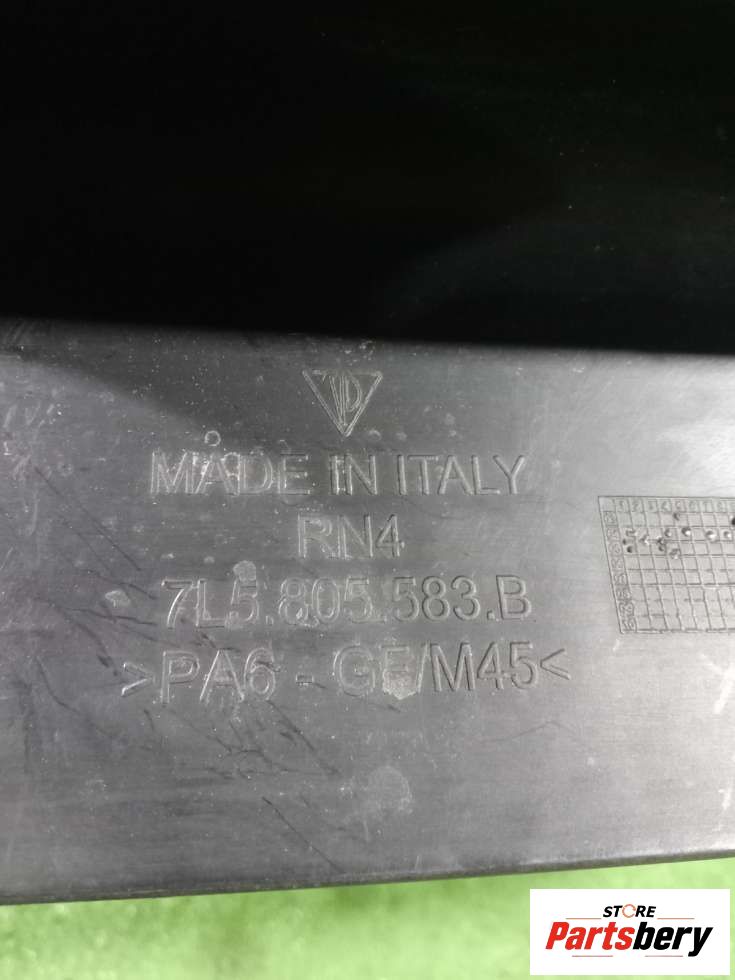 MADE IN ITALY
RN4
7L5.805.583.B
>PA6 - GF/M45<
STORE
Partsbery